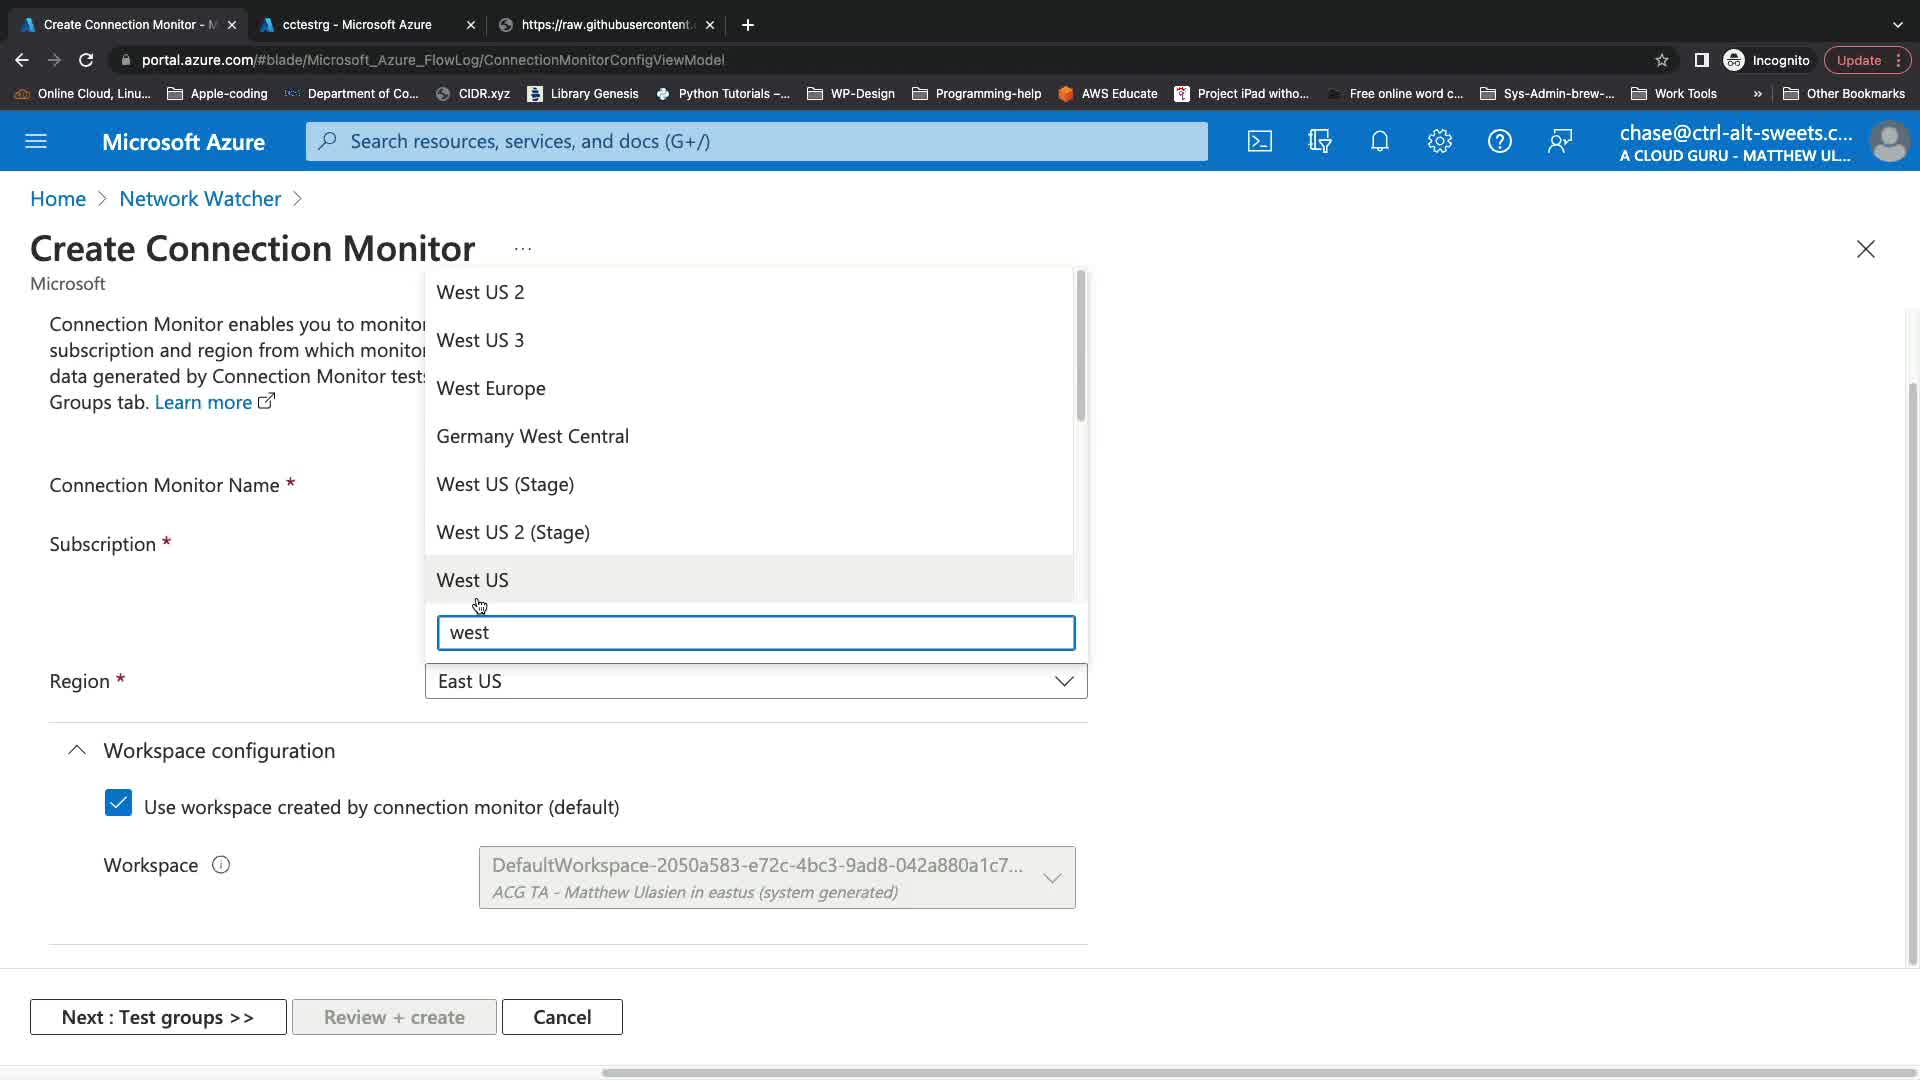 Create Connection Monitor - M
cctestrg - Microsoft Azure
https://raw.githubusercontent.
portal.azure.com/#blade/Microsoft_Azure_FlowLog/ConnectionMonitorConfigViewModel
Incognito
Update
Online Cloud, Linu...
Apple-coding
Department of Co...
CIDR.xyz
Library Genesis
Python Tutorials –...
WP-Design
Programming-help
AWS Educate
Project iPad witho...
Free online word c...
Sys-Admin-brew-...
Work Tools
»
Other Bookmarks
Microsoft Azure
Search resources, services, and docs (G+/)
chase@ctrl-alt-sweets.c...
A CLOUD GURU - MATTHEW UL...
Home > Network Watcher >
Create Connection Monitor ...
Microsoft
Connection Monitor enables you to monitor
subscription and region from which monitor
data generated by Connection Monitor tests
Groups tab. Learn more
West US 2
West US 3
West Europe
Germany West Central
West US (Stage)
West US 2 (Stage)
West US
west
Connection Monitor Name *
Subscription *
Region *
East US
Workspace configuration
Use workspace created by connection monitor (default)
Workspace
DefaultWorkspace-2050a583-e72c-4bc3-9ad8-042a880a1c7...
ACG TA - Matthew Ulasien in eastus (system generated)
Next : Test groups >>
Review + create
Cancel